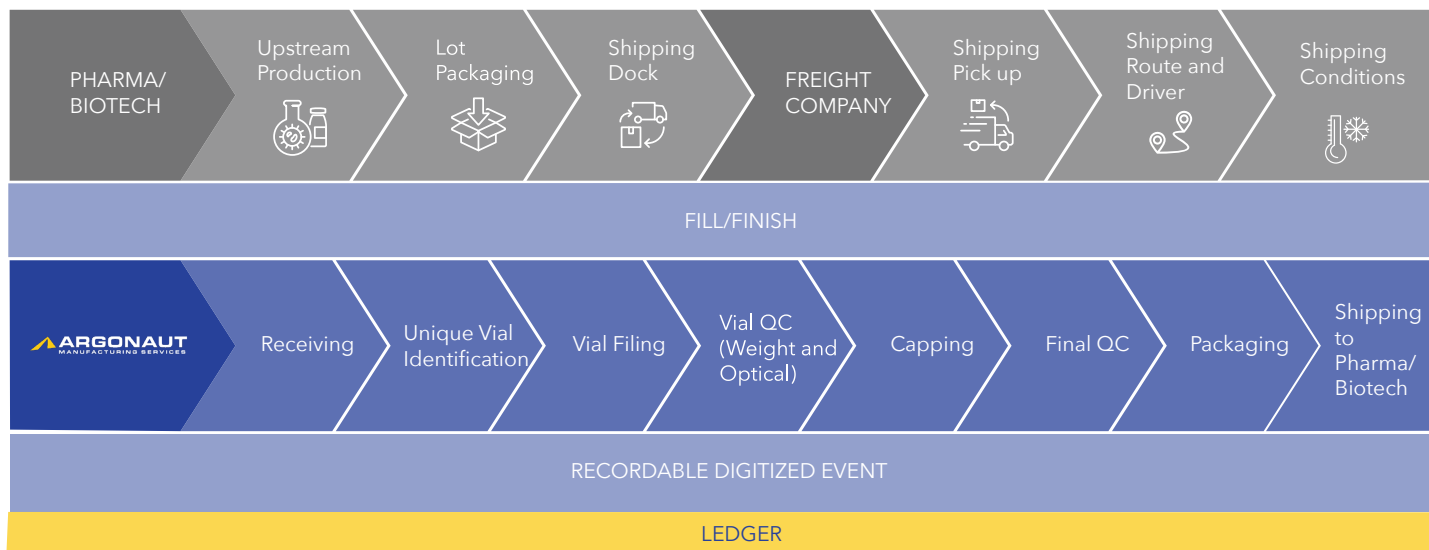 PHARMA/
BIOTECH
Upstream
Production
Lot
Packaging
Shipping
Dock
FREIGHT
COMPANY
Shipping
Pick up
Shipping
Route and
Driver
Shipping
Conditions
FILL/FINISH
ARGONAUT
MANUFACTURING SERVICES
Receiving
Unique Vial
Identification
Vial Filing
Vial QC
(Weight and
Optical)
Capping
Final QC
Packaging
Shipping
to
Pharma/
Biotech
RECORDABLE DIGITIZED EVENT
LEDGER